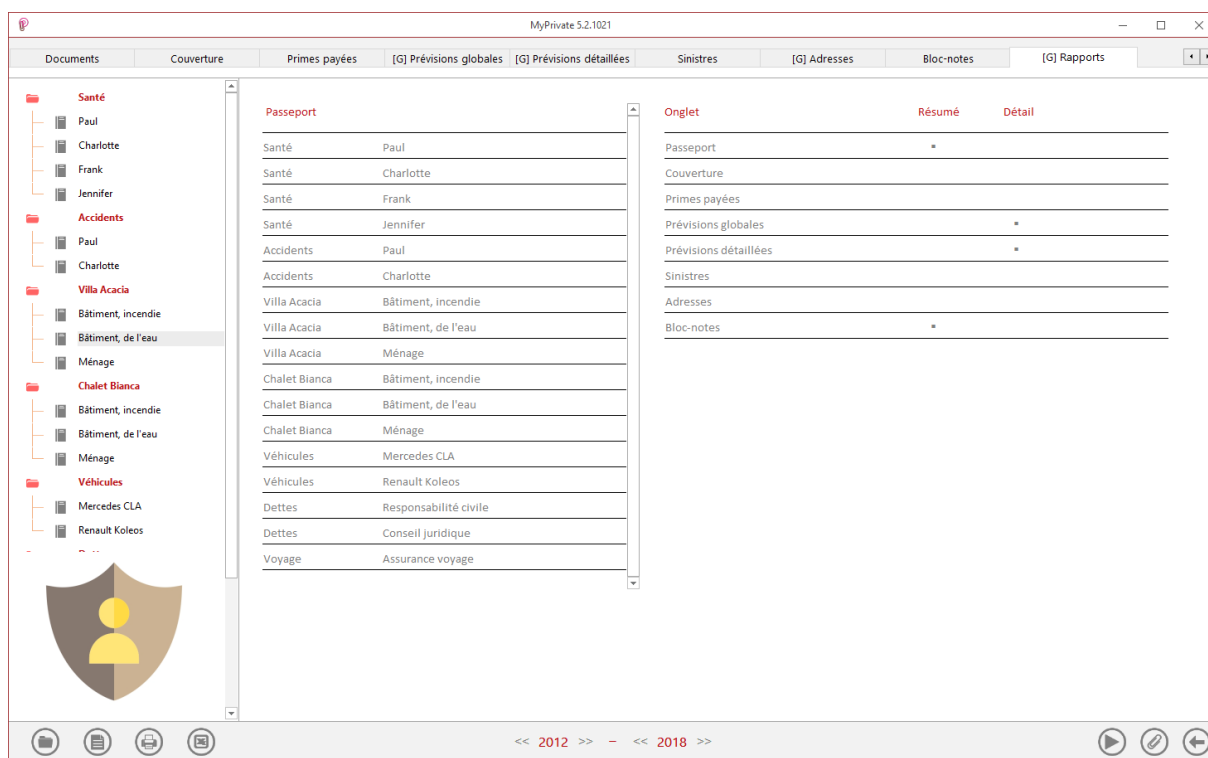 MyPrivate 5.2.1021
Documents Couverture Primes payées [G] Prévisions globales [G] Prévisions détaillées Sinistres [G] Adresses Bloc-notes [G] Rapports
Santé
Paul
Charlotte
Frank
Jennifer
Accidents
Paul
Charlotte
Villa Acacia
Bâtiment, incendie
Bâtiment, de l'eau
Ménage
Chalet Bianca
Bâtiment, incendie
Bâtiment, de l'eau
Ménage
Véhicules
Mercedes CLA
Renault Koleos
Passeport
Santé Paul
Santé Charlotte
Santé Frank
Santé Jennifer
Accidents Paul
Accidents Charlotte
Villa Acacia Bâtiment, incendie
Villa Acacia Bâtiment, de l'eau
Villa Acacia Ménage
Chalet Bianca Bâtiment, incendie
Chalet Bianca Bâtiment, de l'eau
Chalet Bianca Ménage
Véhicules Mercedes CLA
Véhicules Renault Koleos
Dettes Responsabilité civile
Dettes Conseil juridique
Voyage Assurance voyage
Onglet Résumé Détail
Passeport
Couverture
Primes payées
Prévisions globales
Prévisions détaillées
Sinistres
Adresses
Bloc-notes
<< 2012 >> – << 2018 >>